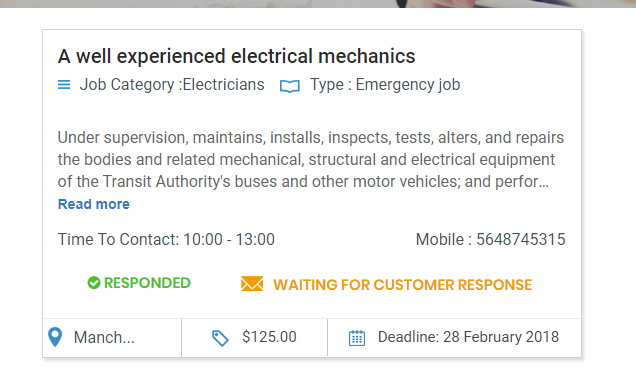 A well experienced electrical mechanics
Job Category :Electricians Type : Emergency job
Under supervision, maintains, installs, inspects, tests, alters, and repairs
the bodies and related mechanical, structural and electrical equipment
of the Transit Authority's buses and other motor vehicles; and perfor...
Read more
Time To Contact: 10:00 - 13:00 Mobile : 5648745315
RESPONDED WAITING FOR CUSTOMER RESPONSE
Manch... $125.00 Deadline: 28 February 2018